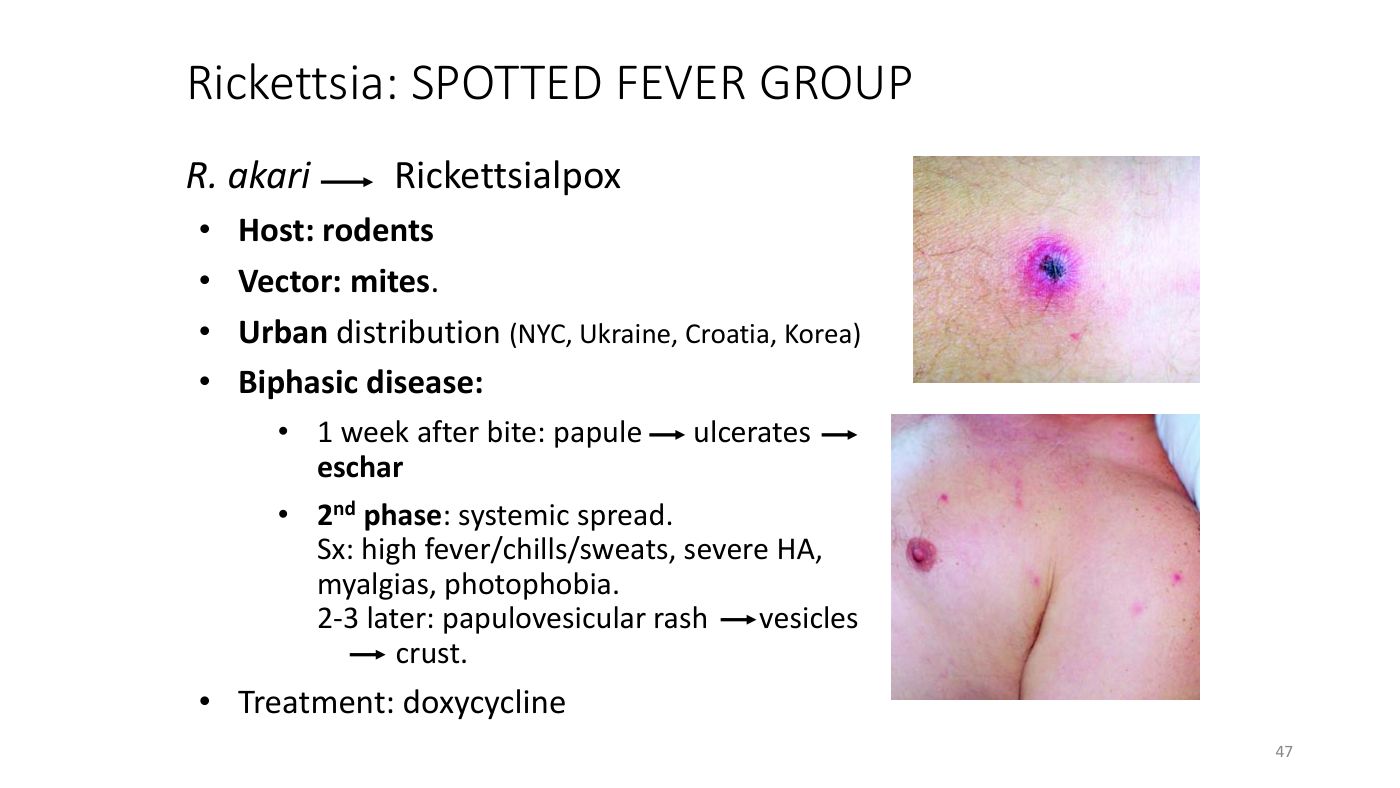 Rickettsia: SPOTTED FEVER GROUP
R. akari → Rickettsialpox
• Host: rodents
• Vector: mites.
• Urban distribution (NYC, Ukraine, Croatia, Korea)
• Biphasic disease:
• 1 week after bite: papule → ulcerates →
eschar
• 2nd phase: systemic spread.
Sx: high fever/chills/sweats, severe HA,
myalgias, photophobia.
2-3 later: papulovesicular rash → vesicles
→ crust.
• Treatment: doxycycline
47